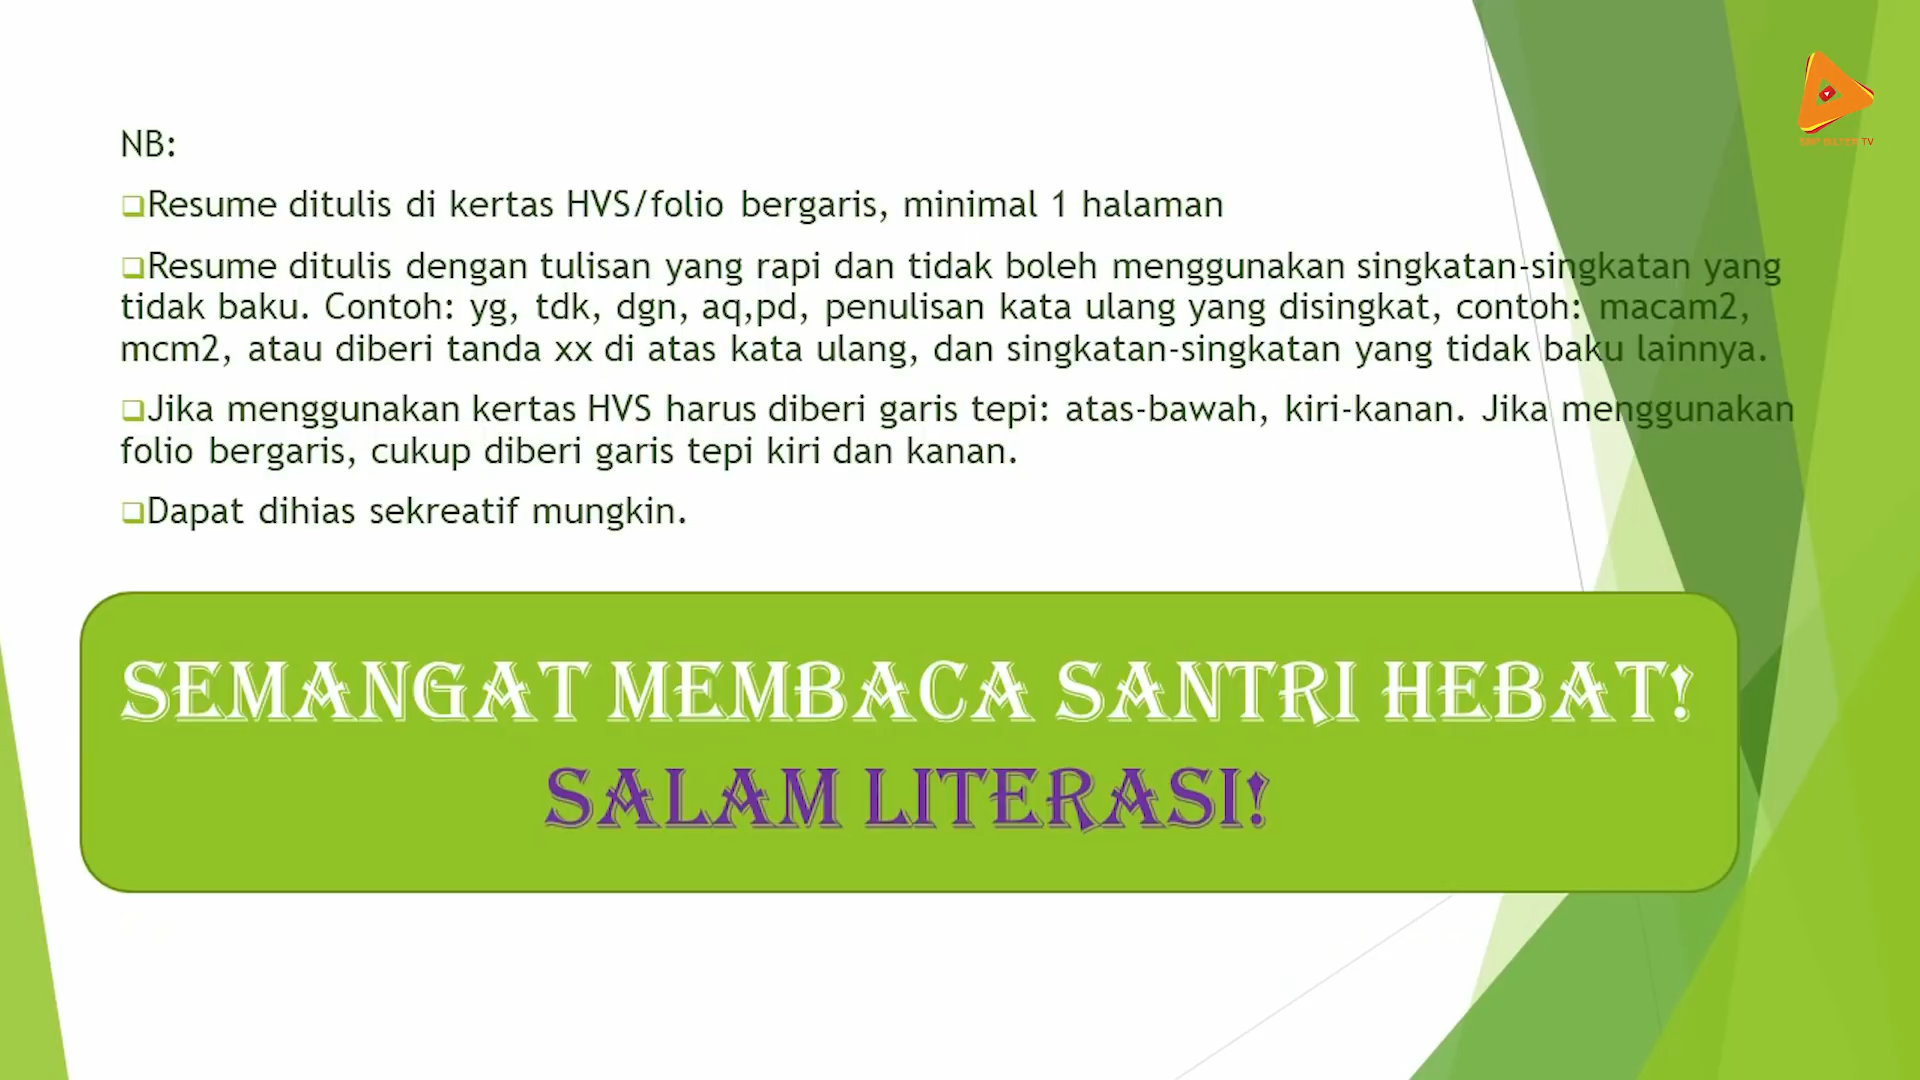 NB:
❑Resume ditulis di kertas HVS/folio bergaris, minimal 1 halaman
❑Resume ditulis dengan tulisan yang rapi dan tidak boleh menggunakan singkatan-singkatan yang
tidak baku. Contoh: yg, tdk, dgn, aq,pd, penulisan kata ulang yang disingkat, contoh: macam2,
mcm2, atau diberi tanda xx di atas kata ulang, dan singkatan-singkatan yang tidak baku lainnya.
❑Jika menggunakan kertas HVS harus diberi garis tepi: atas-bawah, kiri-kanan. Jika menggunakan
folio bergaris, cukup diberi garis tepi kiri dan kanan.
❑Dapat dihias sekreatif mungkin.
SEMANGAT MEMBACA SANTRI HEBAT!
SALAM LITERASI!
TV